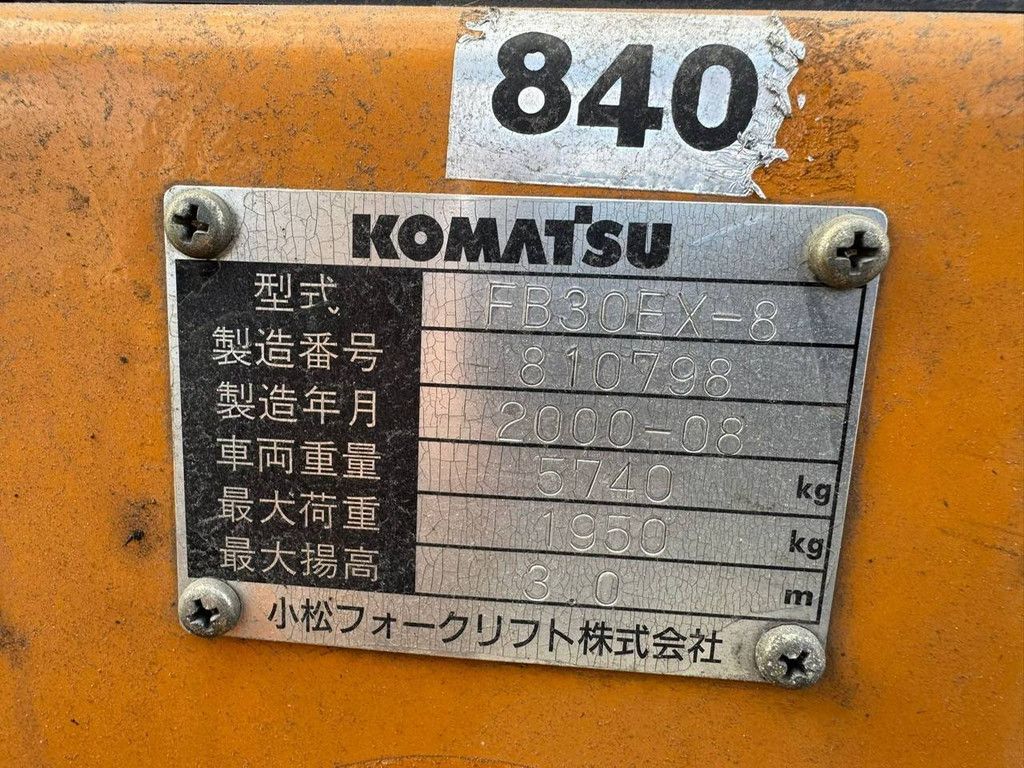 840
KOMATSU
型式 FB30EX-8
製造番号 810798
製造年月 2000-08
車両重量 5740 kg
最大荷重 1950 kg
最大揚高 3.0 m
小松フォークリフト株式会社